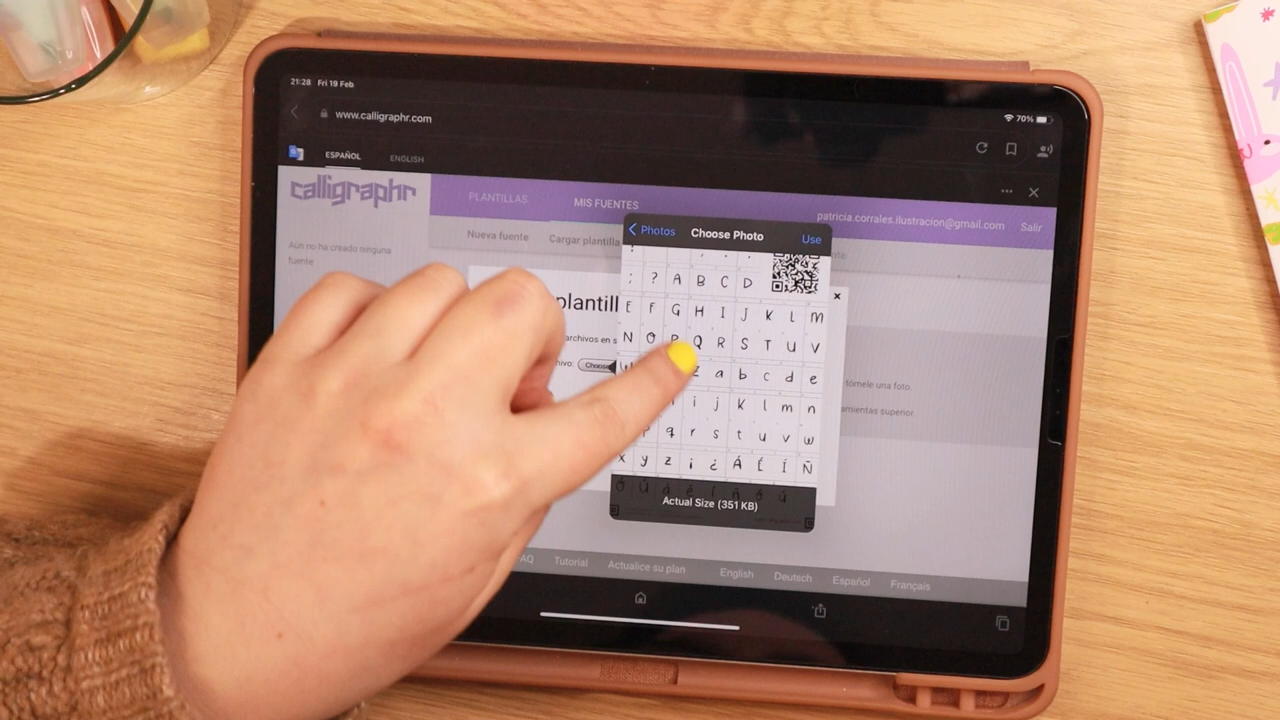 21:28 Fri 19 Feb
70%
www.calligraphr.com
ESPAÑOL ENGLISH
calligraphr
PLANTILLAS MIS FUENTES
patricia.corrales.ilustracion@gmail.com Salir
Aún no ha creado ninguna
fuente
Nueva fuente Cargar plantilla
Photos Choose Photo Use
plantill
archivos en s
Choose
tómele una foto.
amientas superior.
; ? A B C D
E F G H I J K L M
N O P Q R S T U V
z a b c d e
i j k l m n
q r s t u v w
x y z ¡ ¿ Á É Í Ñ
Actual Size (351 KB)
AQ Tutorial Actualice su plan English Deutsch Español Français